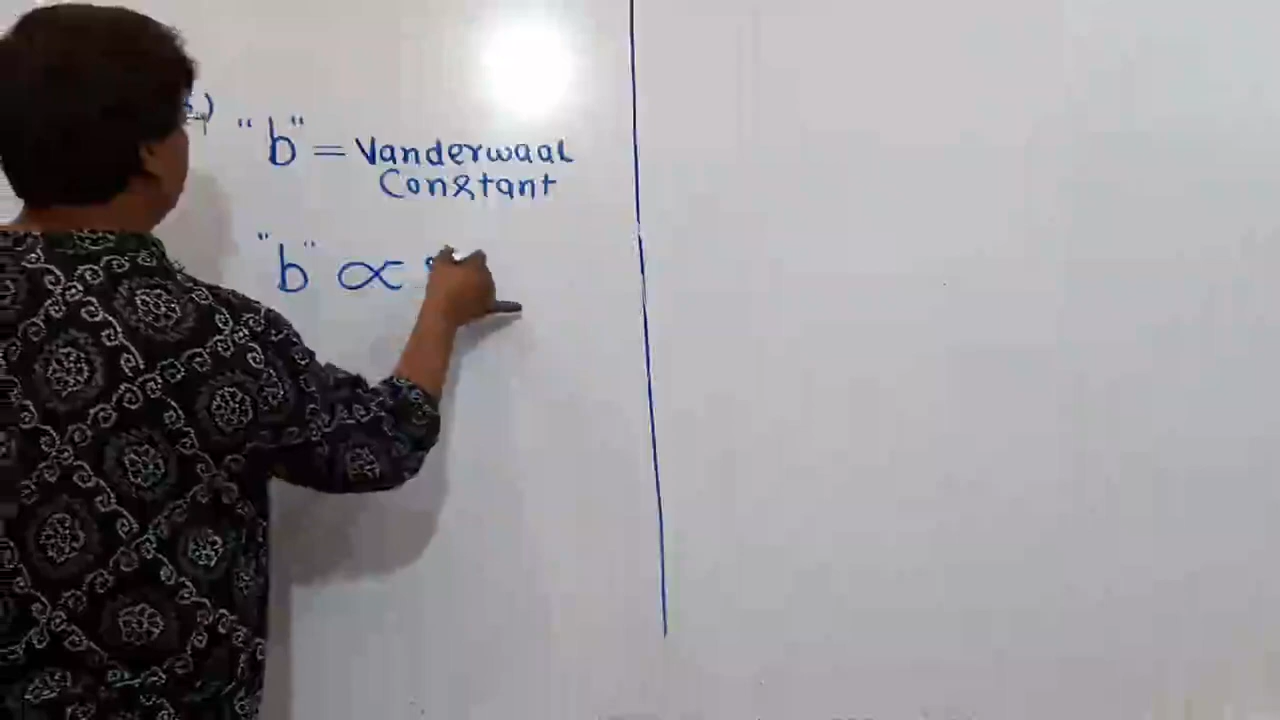 "b" = Vanderwaal
Constant
"b" ∝